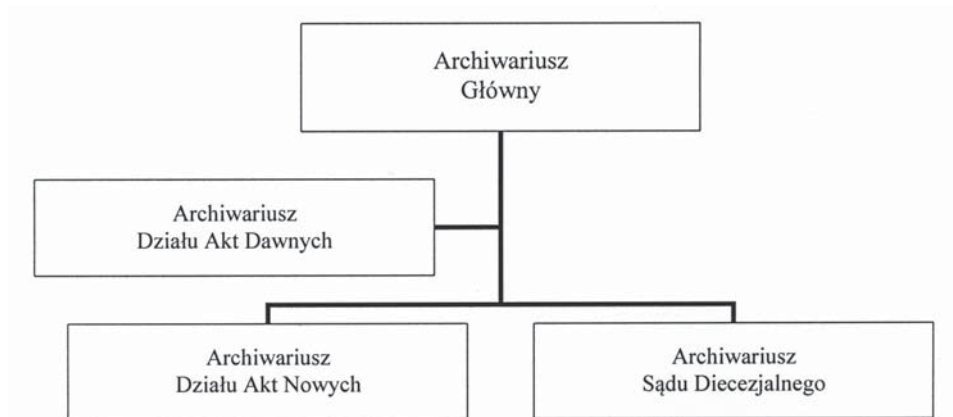 Archiwariusz
Główny
Archiwariusz
Działu Akt Dawnych
Archiwariusz
Działu Akt Nowych
Archiwariusz
Sądu Diecezjalnego